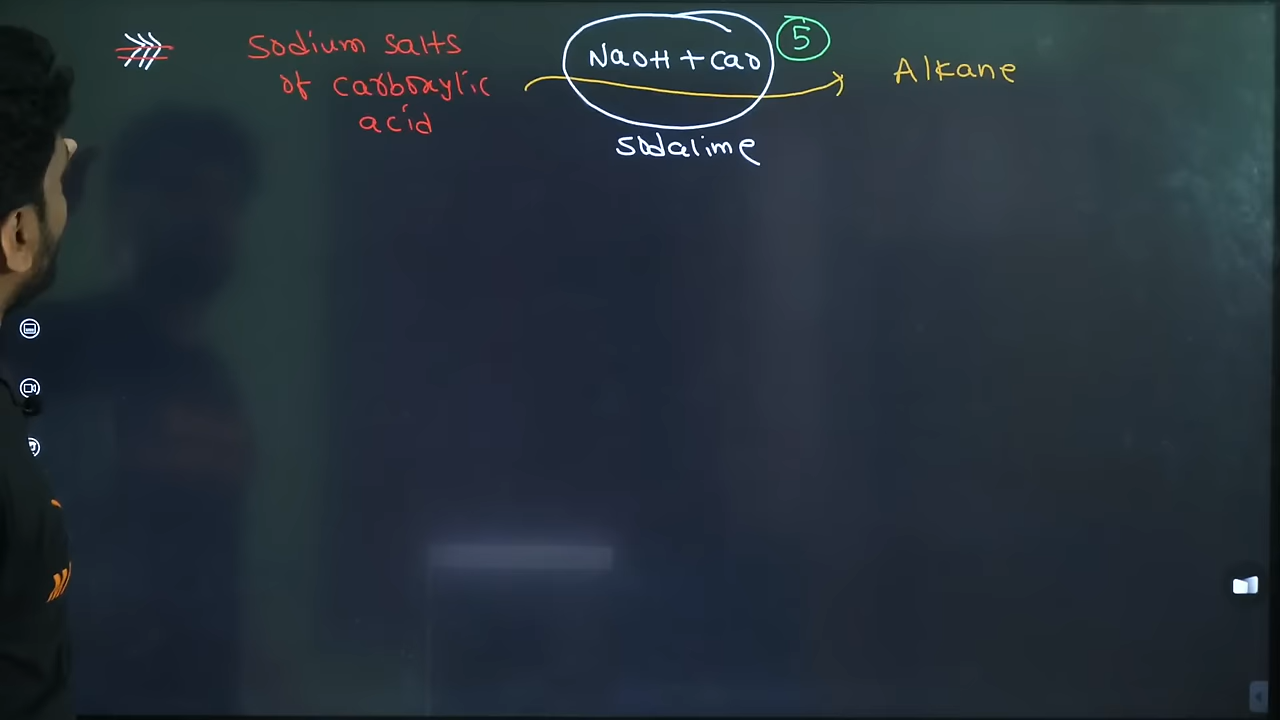 Sodium salts
of carboxylic
acid
NaOH + CaO
5
sodalime
Alkane